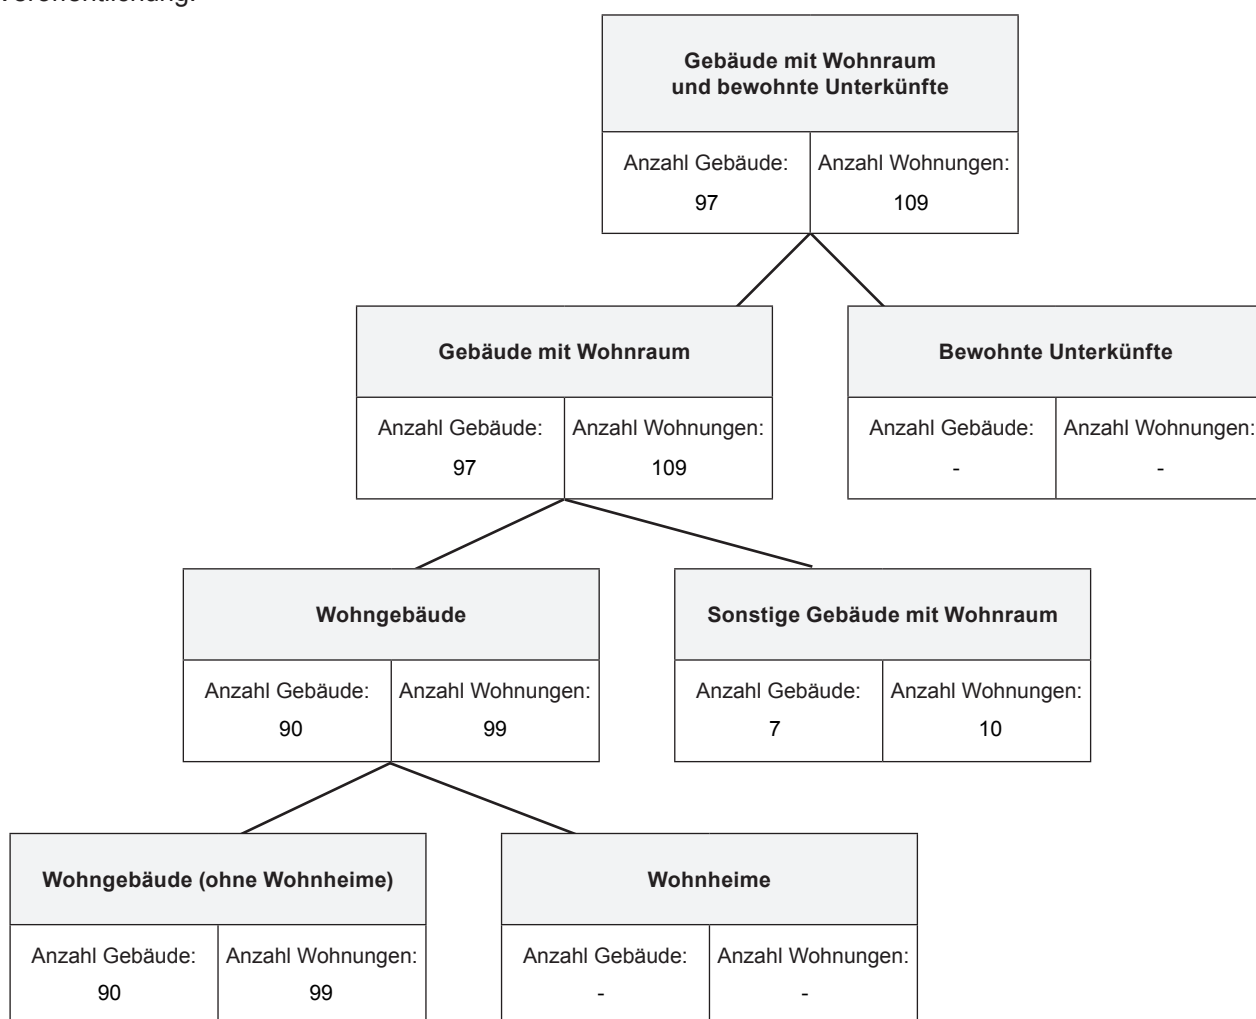 Veröffentlichung.
Gebäude mit Wohnraum
und bewohnte Unterkünfte
Anzahl Gebäude:
97
Anzahl Wohnungen:
109
Gebäude mit Wohnraum
Anzahl Gebäude:
97
Anzahl Wohnungen:
109
Bewohnte Unterkünfte
Anzahl Gebäude:
-
Anzahl Wohnungen:
-
Wohngebäude
Anzahl Gebäude:
90
Anzahl Wohnungen:
99
Sonstige Gebäude mit Wohnraum
Anzahl Gebäude:
7
Anzahl Wohnungen:
10
Wohngebäude (ohne Wohnheime)
Anzahl Gebäude:
90
Anzahl Wohnungen:
99
Wohnheime
Anzahl Gebäude:
-
Anzahl Wohnungen:
-